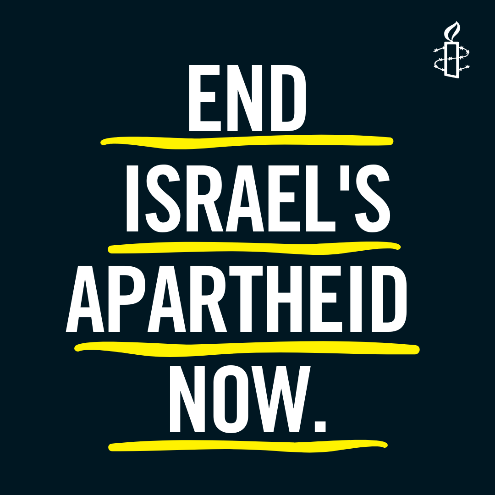 END
ISRAEL'S
APARTHEID
NOW.